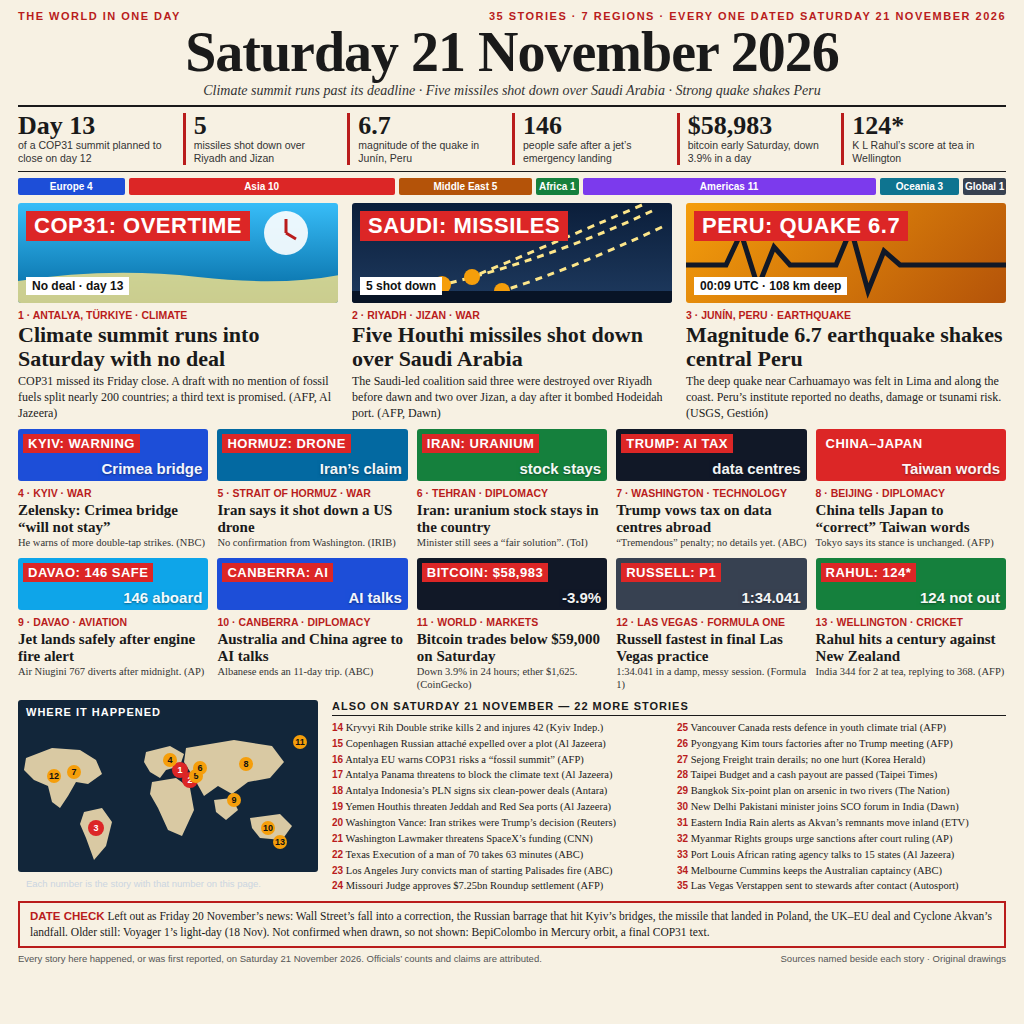 THE WORLD IN ONE DAY
35 STORIES · 7 REGIONS · EVERY ONE DATED SATURDAY 21 NOVEMBER 2026
Saturday 21 November 2026
Climate summit runs past its deadline · Five missiles shot down over Saudi Arabia · Strong quake shakes Peru
Day 13
of a COP31 summit planned to
close on day 12
5
missiles shot down over
Riyadh and Jizan
6.7
magnitude of the quake in
Junín, Peru
146
people safe after a jet’s
emergency landing
$58,983
bitcoin early Saturday, down
3.9% in a day
124*
K L Rahul’s score at tea in
Wellington
Europe 4
Asia 10
Middle East 5
Africa 1
Americas 11
Oceania 3
Global 1
COP31: OVERTIME
No deal · day 13
SAUDI: MISSILES
5 shot down
PERU: QUAKE 6.7
00:09 UTC · 108 km deep
1 · ANTALYA, TÜRKIYE · CLIMATE
Climate summit runs into
Saturday with no deal
COP31 missed its Friday close. A draft with no mention of fossil
fuels split nearly 200 countries; a third text is promised. (AFP, Al
Jazeera)
2 · RIYADH · JIZAN · WAR
Five Houthi missiles shot down
over Saudi Arabia
The Saudi-led coalition said three were destroyed over Riyadh
before dawn and two over Jizan, a day after it bombed Hodeidah
port. (AFP, Dawn)
3 · JUNÍN, PERU · EARTHQUAKE
Magnitude 6.7 earthquake shakes
central Peru
The deep quake near Carhuamayo was felt in Lima and along the
coast. Peru’s institute reported no deaths, damage or tsunami risk.
(USGS, Gestión)
KYIV: WARNING
Crimea bridge
HORMUZ: DRONE
Iran’s claim
IRAN: URANIUM
stock stays
TRUMP: AI TAX
data centres
CHINA–JAPAN
Taiwan words
4 · KYIV · WAR
Zelensky: Crimea bridge
“will not stay”
He warns of more double-tap strikes. (NBC)
5 · STRAIT OF HORMUZ · WAR
Iran says it shot down a US
drone
No confirmation from Washington. (IRIB)
6 · TEHRAN · DIPLOMACY
Iran: uranium stock stays in
the country
Minister still sees a “fair solution”. (ToI)
7 · WASHINGTON · TECHNOLOGY
Trump vows tax on data
centres abroad
“Tremendous” penalty; no details yet. (ABC)
8 · BEIJING · DIPLOMACY
China tells Japan to
“correct” Taiwan words
Tokyo says its stance is unchanged. (AFP)
DAVAO: 146 SAFE
146 aboard
CANBERRA: AI
AI talks
BITCOIN: $58,983
-3.9%
RUSSELL: P1
1:34.041
RAHUL: 124*
124 not out
9 · DAVAO · AVIATION
Jet lands safely after engine
fire alert
Air Niugini 767 diverts after midnight. (AP)
10 · CANBERRA · DIPLOMACY
Australia and China agree to
AI talks
Albanese ends an 11-day trip. (ABC)
11 · WORLD · MARKETS
Bitcoin trades below $59,000
on Saturday
Down 3.9% in 24 hours; ether $1,625.
(CoinGecko)
12 · LAS VEGAS · FORMULA ONE
Russell fastest in final Las
Vegas practice
1:34.041 in a damp, messy session. (Formula
1)
13 · WELLINGTON · CRICKET
Rahul hits a century against
New Zealand
India 344 for 2 at tea, replying to 368. (AFP)
WHERE IT HAPPENED
11
4
1
2
5
6
8
12
7
9
3
10
13
Each number is the story with that number on this page.
ALSO ON SATURDAY 21 NOVEMBER — 22 MORE STORIES
14 Kryvyi Rih Double strike kills 2 and injures 42 (Kyiv Indep.)
15 Copenhagen Russian attaché expelled over a plot (Al Jazeera)
16 Antalya EU warns COP31 risks a “fossil summit” (AFP)
17 Antalya Panama threatens to block the climate text (Al Jazeera)
18 Antalya Indonesia’s PLN signs six clean-power deals (Antara)
19 Yemen Houthis threaten Jeddah and Red Sea ports (Al Jazeera)
20 Washington Vance: Iran strikes were Trump’s decision (Reuters)
21 Washington Lawmaker threatens SpaceX’s funding (CNN)
22 Texas Execution of a man of 70 takes 63 minutes (ABC)
23 Los Angeles Jury convicts man of starting Palisades fire (ABC)
24 Missouri Judge approves $7.25bn Roundup settlement (AFP)
25 Vancouver Canada rests defence in youth climate trial (AFP)
26 Pyongyang Kim tours factories after no Trump meeting (AFP)
27 Sejong Freight train derails; no one hurt (Korea Herald)
28 Taipei Budget and a cash payout are passed (Taipei Times)
29 Bangkok Six-point plan on arsenic in two rivers (The Nation)
30 New Delhi Pakistani minister joins SCO forum in India (Dawn)
31 Eastern India Rain alerts as Akvan’s remnants move inland (ETV)
32 Myanmar Rights groups urge sanctions after court ruling (AP)
33 Port Louis African rating agency talks to 15 states (Al Jazeera)
34 Melbourne Cummins keeps the Australian captaincy (ABC)
35 Las Vegas Verstappen sent to stewards after contact (Autosport)
DATE CHECK Left out as Friday 20 November’s news: Wall Street’s fall into a correction, the Russian barrage that hit Kyiv’s bridges, the missile that landed in Poland, the UK–EU deal and Cyclone Akvan’s
landfall. Older still: Voyager 1’s light-day (18 Nov). Not confirmed when drawn, so not shown: BepiColombo in Mercury orbit, a final COP31 text.
Every story here happened, or was first reported, on Saturday 21 November 2026. Officials’ counts and claims are attributed.
Sources named beside each story · Original drawings